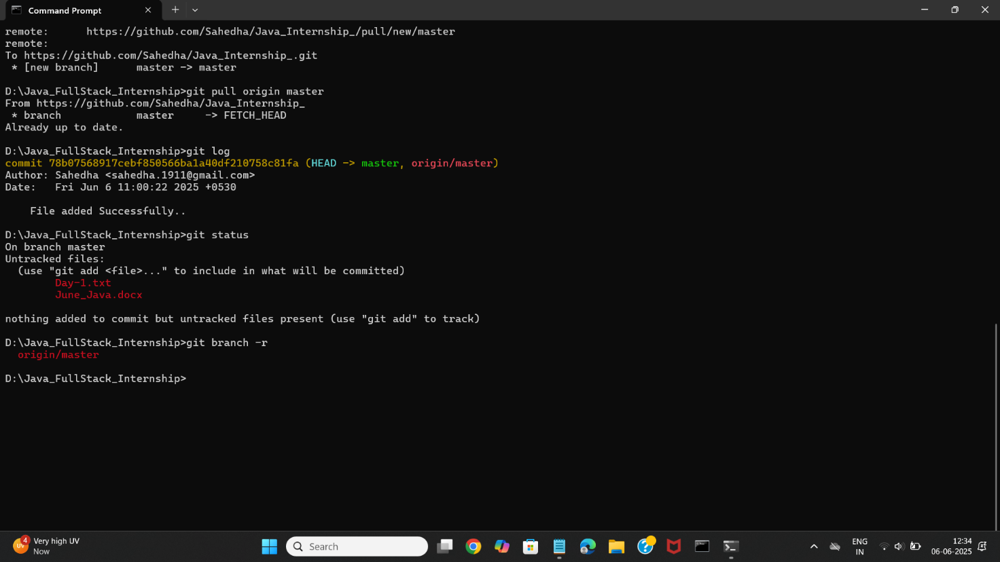 Command Prompt
remote:      https://github.com/Sahedha/Java_Internship_/pull/new/master
remote:
To https://github.com/Sahedha/Java_Internship_.git
 * [new branch]      master -> master
D:\Java_FullStack_Internship>git pull origin master
From https://github.com/Sahedha/Java_Internship_
 * branch            master     -> FETCH_HEAD
Already up to date.
D:\Java_FullStack_Internship>git log
commit 78b07568917cebf850566ba1a40df210758c81fa (HEAD -> master, origin/master)
Author: Sahedha <sahedha.1911@gmail.com>
Date:   Fri Jun 6 11:00:22 2025 +0530
    File added Successfully..
D:\Java_FullStack_Internship>git status
On branch master
Untracked files:
  (use "git add <file>..." to include in what will be committed)
        Day-1.txt
        June_Java.docx
nothing added to commit but untracked files present (use "git add" to track)
D:\Java_FullStack_Internship>git branch -r
  origin/master
D:\Java_FullStack_Internship>
UV
4
Very high UV
Now
Search
ENG
IN
12:34
06-06-2025